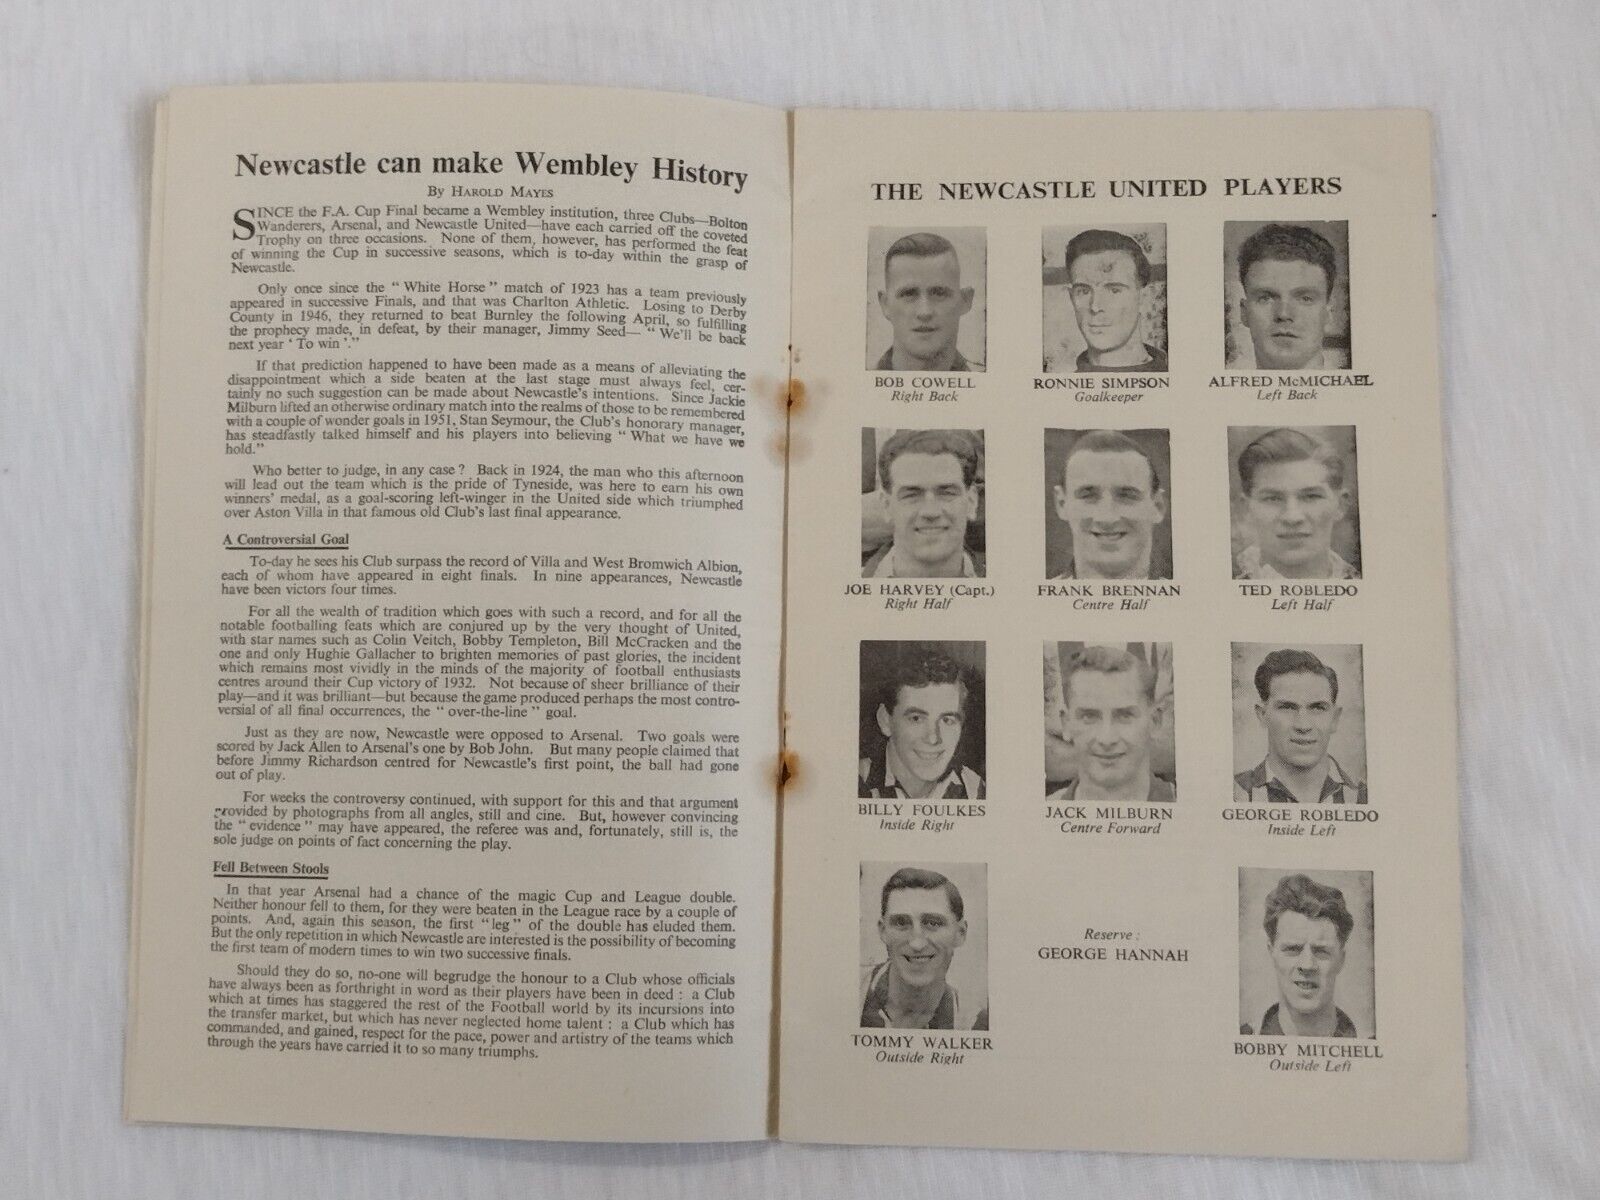 Newcastle can make Wembley History
By HAROLD MAYES
SINCE the F.A. Cup Final became a Wembley institution, three Clubs—Bolton
Wanderers, Arsenal, and Newcastle United—have each carried off the coveted
Trophy on three occasions. None of them, however, has performed the feat
of winning the Cup in successive seasons, which is to-day within the grasp of
Newcastle.
Only once since the "White Horse" match of 1923 has a team previously
appeared in successive Finals, and that was Charlton Athletic. Losing to Derby
County in 1946, they returned to beat Burnley the following April, so fulfilling
the prophecy made, in defeat, by their manager, Jimmy Seed— "We'll be back
next year 'To win'."
If that prediction happened to have been made as a means of alleviating the
disappointment which a side beaten at the last stage must always feel, cer-
tainly no such suggestion can be made about Newcastle's intentions. Since Jackie
Milburn lifted an otherwise ordinary match into the realms of those to be remembered
with a couple of wonder goals in 1951, Stan Seymour, the Club's honorary manager,
has steadfastly talked himself and his players into believing "What we have we
hold."
Who better to judge, in any case? Back in 1924, the man who this afternoon
will lead out the team which is the pride of Tyneside, was here to earn his own
winners' medal, as a goal-scoring left-winger in the United side which triumphed
over Aston Villa in that famous old Club's last final appearance.
A Controversial Goal
To-day he sees his Club surpass the record of Villa and West Bromwich Albion,
each of whom have appeared in eight finals. In nine appearances, Newcastle
have been victors four times.
For all the wealth of tradition which goes with such a record, and for all the
notable footballing feats which are conjured up by the very thought of United,
with star names such as Colin Veitch, Bobby Templeton, Bill McCracken and the
one and only Hughie Gallacher to brighten memories of past glories, the incident
which remains most vividly in the minds of the majority of football enthusiasts
centres around their Cup victory of 1932. Not because of sheer brilliance of their
play—and it was brilliant—but because the game produced perhaps the most contro-
versial of all final occurrences, the "over-the-line" goal.
Just as they are now, Newcastle were opposed to Arsenal. Two goals were
scored by Jack Allen to Arsenal's one by Bob John. But many people claimed that
before Jimmy Richardson centred for Newcastle's first point, the ball had gone
out of play.
For weeks the controversy continued, with support for this and that argument
provided by photographs from all angles, still and cine. But, however convincing
the "evidence" may have appeared, the referee was and, fortunately, still is, the
sole judge on points of fact concerning the play.
Fell Between Stools
In that year Arsenal had a chance of the magic Cup and League double.
Neither honour fell to them, for they were beaten in the League race by a couple of
points. And, again this season, the first "leg" of the double has eluded them.
But the only repetition in which Newcastle are interested is the possibility of becoming
the first team of modern times to win two successive finals.
Should they do so, no-one will begrudge the honour to a Club whose officials
have always been as forthright in word as their players have been in deed : a Club
which at times has staggered the rest of the Football world by its incursions into
the transfer market, but which has never neglected home talent : a Club which has
commanded, and gained, respect for the pace, power and artistry of the teams which
through the years have carried it to so many triumphs.
THE NEWCASTLE UNITED PLAYERS
BOB COWELL
Right Back
RONNIE SIMPSON
Goalkeeper
ALFRED McMICHAEL
Left Back
JOE HARVEY (Capt.)
Right Half
FRANK BRENNAN
Centre Half
TED ROBLEDO
Left Half
BILLY FOULKES
Inside Right
JACK MILBURN
Centre Forward
GEORGE ROBLEDO
Inside Left
TOMMY WALKER
Outside Right
Reserve :
GEORGE HANNAH
BOBBY MITCHELL
Outside Left